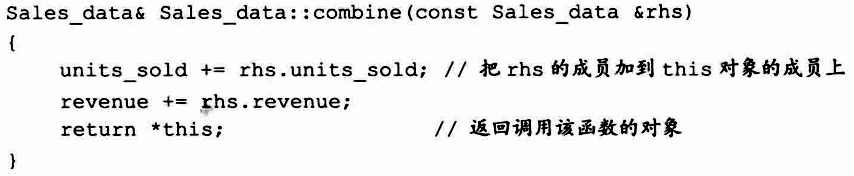 Sales_data& Sales_data::combine(const Sales_data &rhs)
{
    units_sold += rhs.units_sold; // 把 rhs 的成员加到 this 对象的成员上
    revenue += rhs.revenue;
    return *this;                 // 返回调用该函数的对象
}